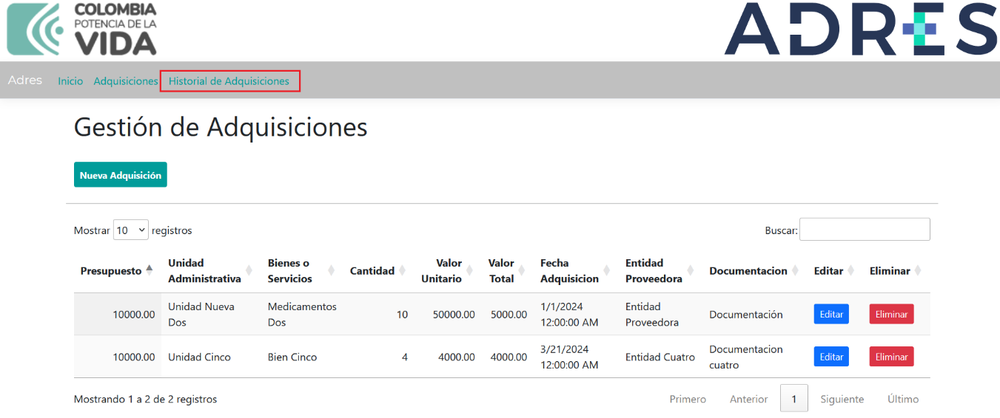 COLOMBIA
POTENCIA DE LA
VIDA
ADRES
Adres Inicio Adquisiciones Historial de Adquisiciones
Gestión de Adquisiciones
Nueva Adquisición
Mostrar 10 registros Buscar:
Presupuesto Unidad Administrativa Bienes o Servicios Cantidad Valor Unitario Valor Total Fecha Adquisicion Entidad Proveedora Documentacion Editar Eliminar
10000.00 Unidad Nueva Dos Medicamentos Dos 10 50000.00 5000.00 1/1/2024 12:00:00 AM Entidad Proveedora Documentación Editar Eliminar
10000.00 Unidad Cinco Bien Cinco 4 4000.00 4000.00 3/21/2024 12:00:00 AM Entidad Cuatro Documentacion cuatro Editar Eliminar
Mostrando 1 a 2 de 2 registros Primero Anterior 1 Siguiente Último